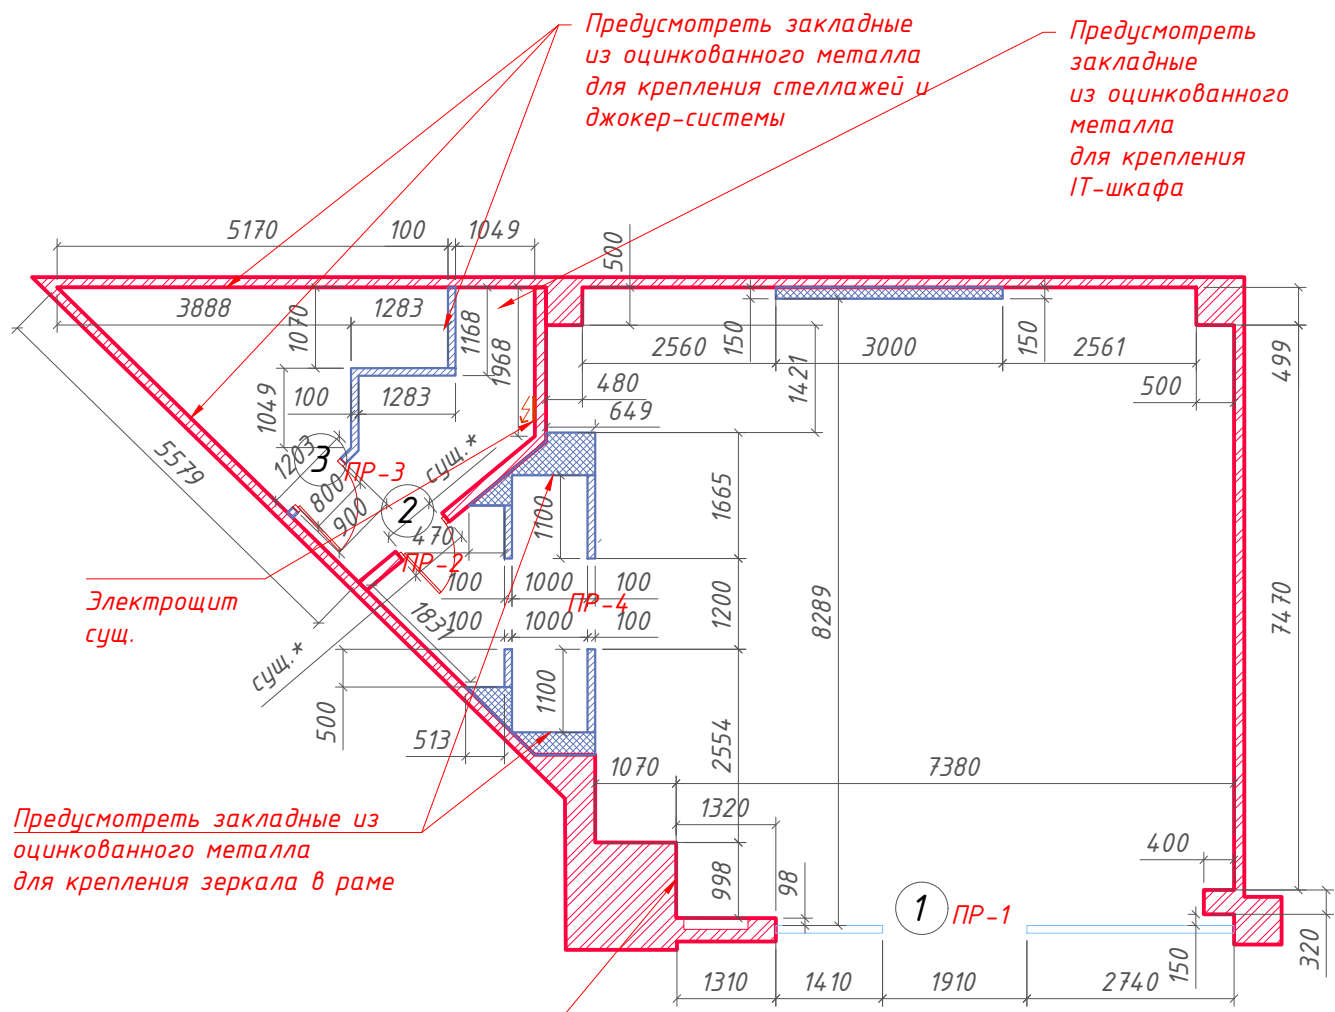 Предусмотреть закладные
из оцинкованного металла
для крепления стеллажей и
джокер-системы
Предусмотреть
закладные
из оцинкованного
металла
для крепления
IT-шкафа
5170
100
1049
500
3888
1283
1070
1168
1968
150
2560
3000
150
2561
499
1421
480
500
649
1049
100
1283
5579
1203
3
ПР-3
сущ.*
800
900
2
470
ПР-2
1100
1665
100
1000
100
ПР-4
Электрощит
сущ.
1831
100
1000
100
1200
8289
7470
сущ.*
500
513
1100
2554
1070
7380
1320
Предусмотреть закладные из
оцинкованного металла
для крепления зеркала в раме
998
98
400
1
ПР-1
150
320
1310
1410
1910
2740